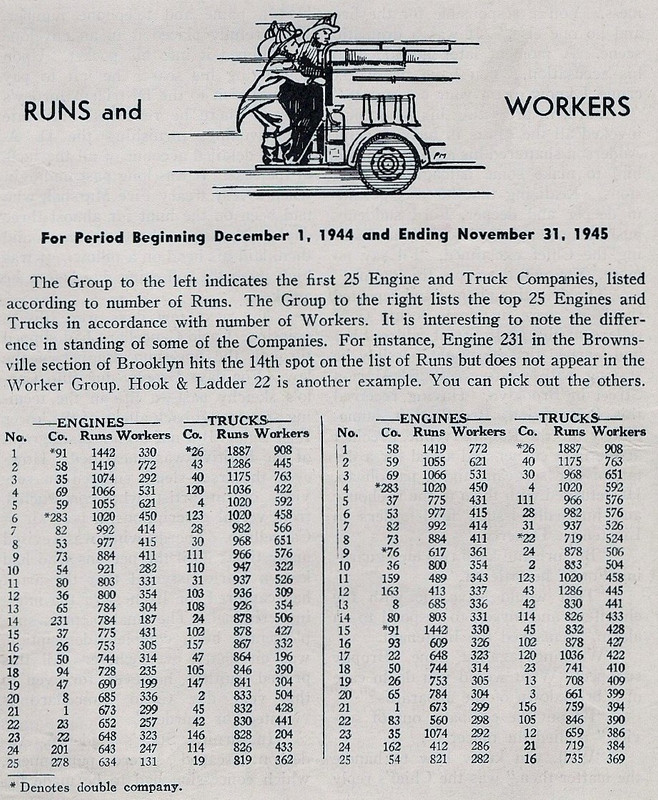 RUNS and WORKERS
PM
For Period Beginning December 1, 1944 and Ending November 31, 1945
The Group to the left indicates the first 25 Engine and Truck Companies, listed
according to number of Runs. The Group to the right lists the top 25 Engines and
Trucks in accordance with number of Workers. It is interesting to note the differ-
ence in standing of some of the Companies. For instance, Engine 231 in the Browns-
ville section of Brooklyn hits the 14th spot on the list of Runs but does not appear in the
Worker Group. Hook & Ladder 22 is another example. You can pick out the others.
ENGINES TRUCKS ENGINES TRUCKS
No. Co. Runs Workers Co. Runs Workers No. Co. Runs Workers Co. Runs Workers
1 *91 1442 330 *26 1887 908 1 58 1419 772 *26 1887 908
2 58 1419 772 43 1286 445 2 59 1055 621 40 1175 763
3 35 1074 292 40 1175 763 3 69 1066 531 30 968 651
4 69 1066 531 120 1036 422 4 *283 1020 450 4 1020 592
5 59 1055 621 4 1020 592 5 37 775 431 111 966 576
6 *283 1020 450 123 1020 458 6 53 977 415 28 982 576
7 82 992 414 28 982 566 7 82 992 414 31 937 526
8 53 977 415 30 968 651 8 73 884 411 *22 719 524
9 73 884 411 111 966 576 9 *76 617 361 24 878 506
10 54 921 282 110 947 322 10 36 800 354 2 833 504
11 80 803 331 31 937 526 11 159 489 343 123 1020 458
12 36 800 354 103 936 309 12 163 413 337 43 1286 445
13 65 784 304 108 926 354 13 8 685 336 42 830 441
14 231 784 187 24 878 506 14 80 803 331 114 826 433
15 37 775 431 102 878 427 15 *91 1442 330 45 832 428
16 26 753 305 157 867 332 16 93 609 326 102 878 427
17 50 744 314 47 864 196 17 22 648 323 120 1036 422
18 94 728 235 105 846 390 18 50 744 314 23 741 410
19 47 690 199 147 841 304 19 26 753 305 13 708 409
20 8 685 336 2 833 504 20 65 784 304 3 661 399
21 1 673 299 45 832 428 21 1 673 299 156 759 394
22 23 652 257 42 830 441 22 83 560 298 105 846 390
23 22 648 323 146 828 204 23 35 1074 292 12 659 386
24 201 643 247 114 826 433 24 162 412 286 21 719 384
25 278 634 131 19 819 362 25 54 821 282 16 735 369
* Denotes double company.